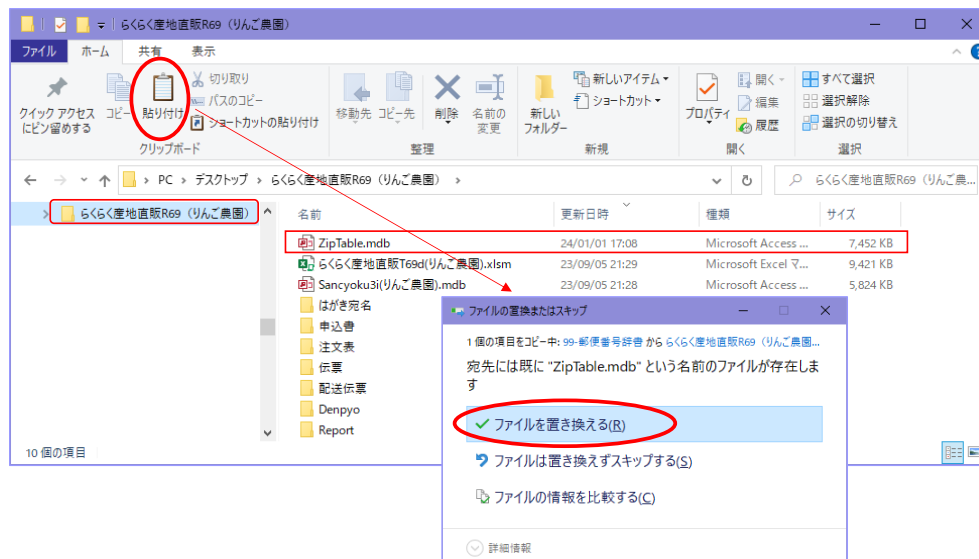 らくらく産地直販R69（りんご農園）
ファイル ホーム 共有 表示
クイック アクセスにピン留めする
コピー
貼り付け
切り取り
パスのコピー
ショートカットの貼り付け
クリップボード
移動先 コピー先 削除 名前の変更
整理
新しいフォルダー
新しいアイテム
ショートカット
新規
プロパティ
開く
編集
履歴
開く
すべて選択
選択解除
選択の切り替え
選択
PC › デスクトップ › らくらく産地直販R69（りんご農園） ›
らくらく産地直販R69（りんご農...
らくらく産地直販R69（りんご農園）
名前 更新日時 種類 サイズ
ZipTable.mdb 24/01/01 17:08 Microsoft Access ... 7,452 KB
らくらく産地直販T69d(りんご農園).xlsm 23/09/05 21:29 Microsoft Excel マ... 9,421 KB
Sancyoku3i(りんご農園).mdb 23/09/05 21:28 Microsoft Access ... 5,824 KB
はがき宛名
申込書
注文表
伝票
配送伝票
Denpyo
Report
10 個の項目
ファイルの置換またはスキップ
1 個の項目をコピー中: 99-郵便番号辞書 から らくらく産地直販R69（りんご農園...
宛先には既に "ZipTable.mdb" という名前のファイルが存在しま
す
ファイルを置き換える(R)
ファイルは置き換えずスキップする(S)
ファイルの情報を比較する(C)
詳細情報